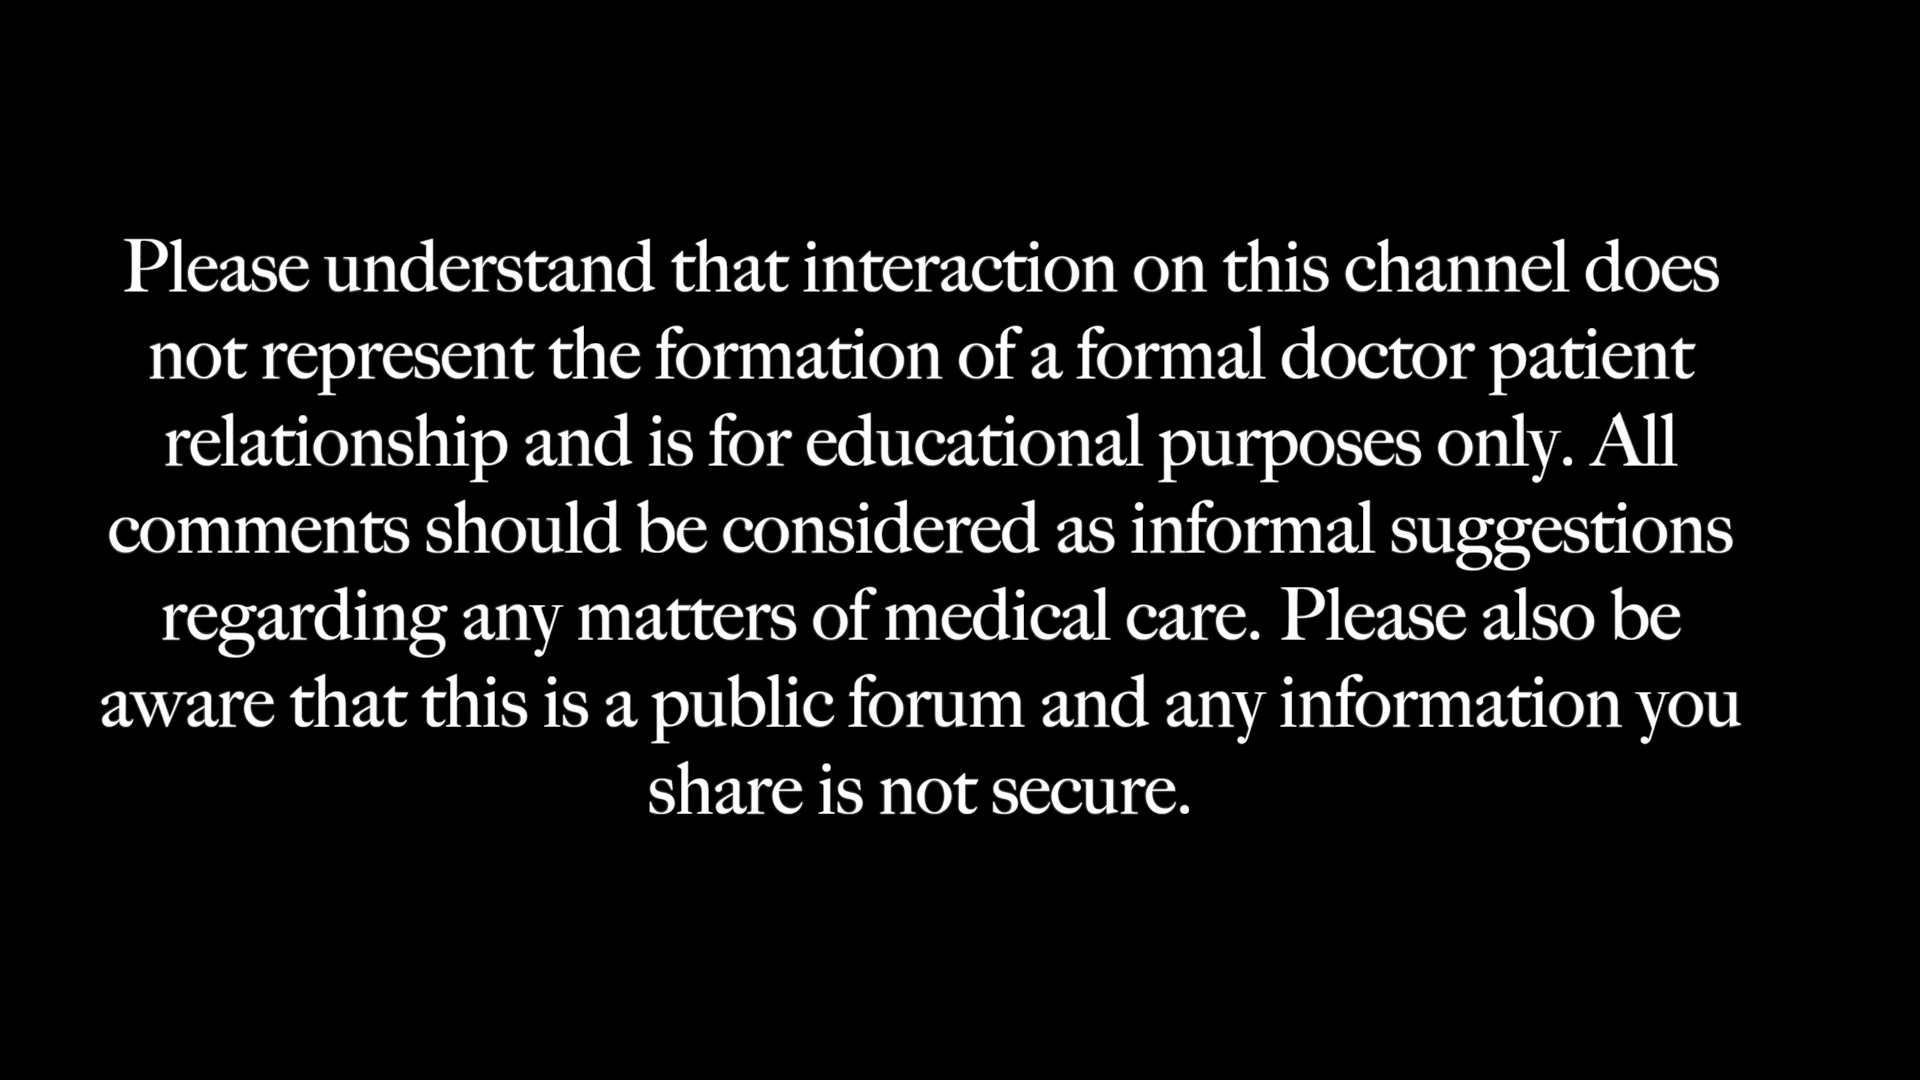 Please understand that interaction on this channel does
not represent the formation of a formal doctor patient
relationship and is for educational purposes only. All
comments should be considered as informal suggestions
regarding any matters of medical care. Please also be
aware that this is a public forum and any information you
share is not secure.